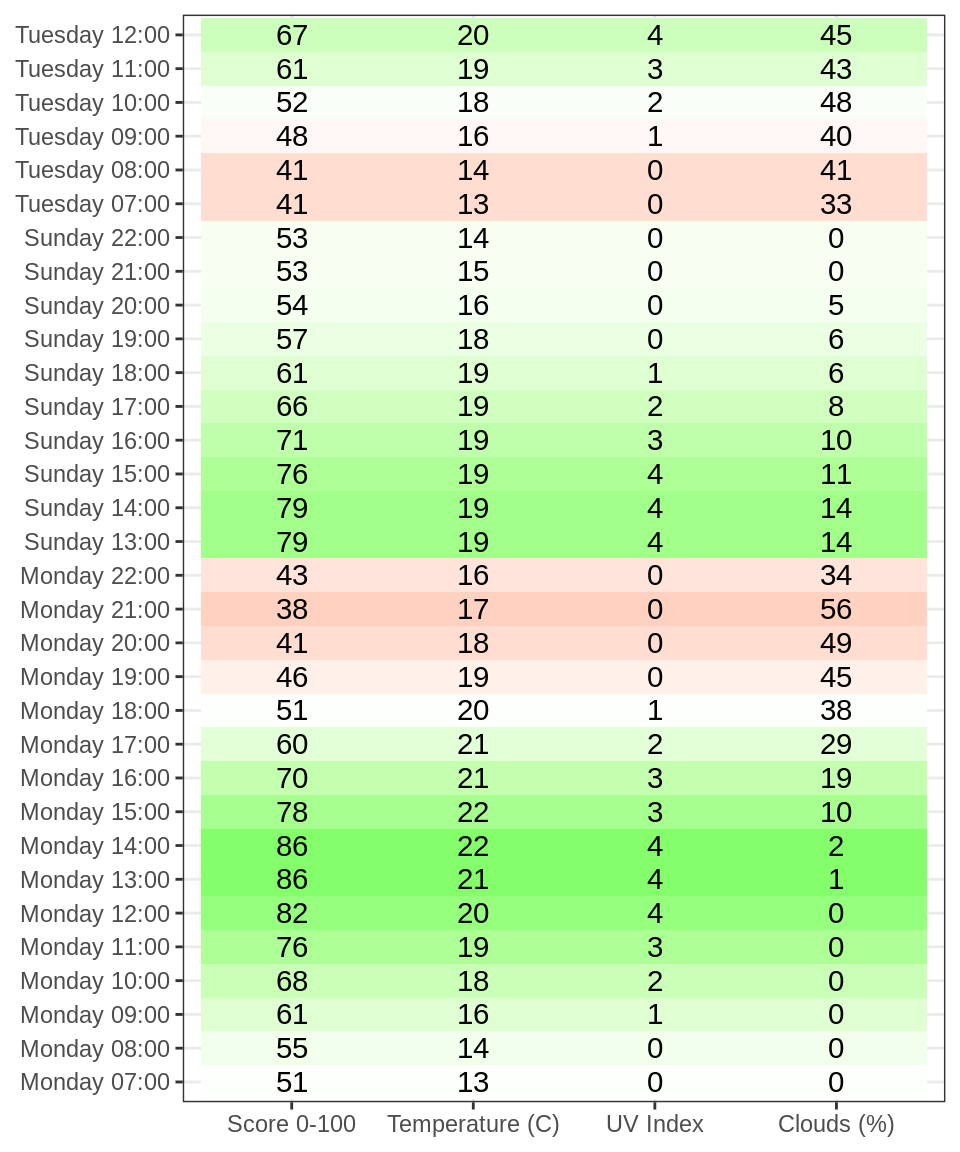 Tuesday 12:00 67 20 4 45
Tuesday 11:00 61 19 3 43
Tuesday 10:00 52 18 2 48
Tuesday 09:00 48 16 1 40
Tuesday 08:00 41 14 0 41
Tuesday 07:00 41 13 0 33
Sunday 22:00 53 14 0 0
Sunday 21:00 53 15 0 0
Sunday 20:00 54 16 0 5
Sunday 19:00 57 18 0 6
Sunday 18:00 61 19 1 6
Sunday 17:00 66 19 2 8
Sunday 16:00 71 19 3 10
Sunday 15:00 76 19 4 11
Sunday 14:00 79 19 4 14
Sunday 13:00 79 19 4 14
Monday 22:00 43 16 0 34
Monday 21:00 38 17 0 56
Monday 20:00 41 18 0 49
Monday 19:00 46 19 0 45
Monday 18:00 51 20 1 38
Monday 17:00 60 21 2 29
Monday 16:00 70 21 3 19
Monday 15:00 78 22 3 10
Monday 14:00 86 22 4 2
Monday 13:00 86 21 4 1
Monday 12:00 82 20 4 0
Monday 11:00 76 19 3 0
Monday 10:00 68 18 2 0
Monday 09:00 61 16 1 0
Monday 08:00 55 14 0 0
Monday 07:00 51 13 0 0
Score 0-100 Temperature (C) UV Index Clouds (%)